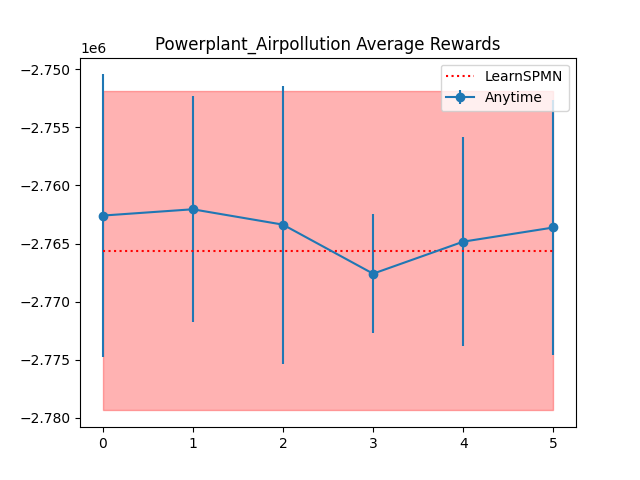 Powerplant_Airpollution Average Rewards
1e6
LearnSPMN
Anytime
−2.750
−2.755
−2.760
−2.765
−2.770
−2.775
−2.780
0 1 2 3 4 5